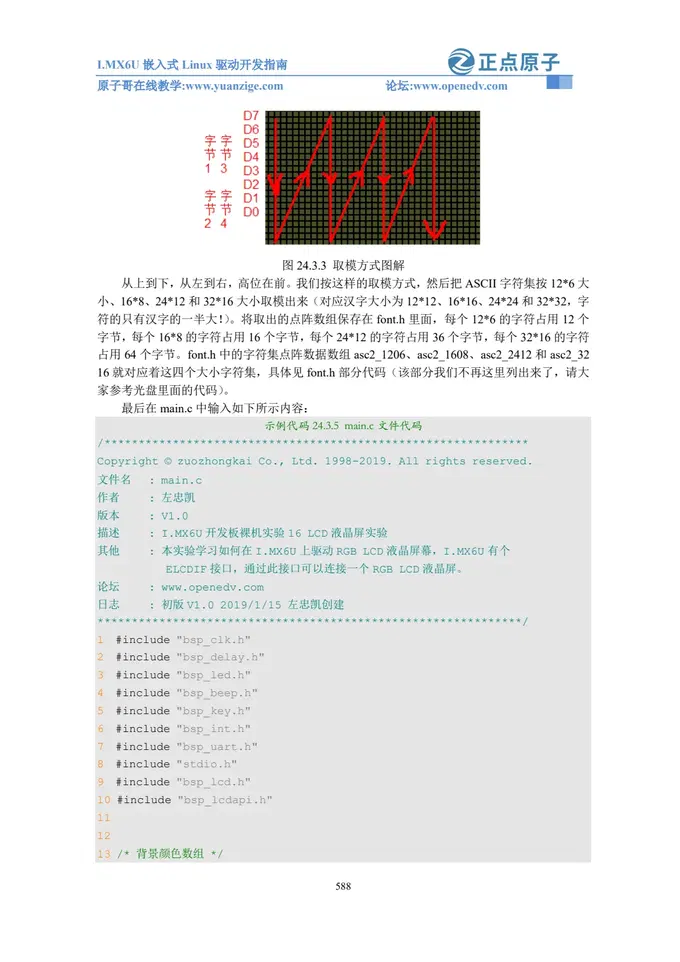 I.MX6U 嵌入式 Linux 驱动开发指南
正点原子
原子哥在线教学:www.yuanzige.com
论坛:www.openedv.com
字节1
字节3
字节2
字节4
D7
D6
D5
D4
D3
D2
D1
D0
图 24.3.3 取模方式图解
从上到下，从左到右，高位在前。我们按这样的取模方式，然后把 ASCII 字符集按 12*6 大
小、16*8、24*12 和 32*16 大小取模出来（对应汉字大小为 12*12、16*16、24*24 和 32*32，字
符的只有汉字的一半大！）。将取出的点阵数组保存在 font.h 里面，每个 12*6 的字符占用 12 个
字节，每个 16*8 的字符占用 16 个字节，每个 24*12 的字符占用 36 个字节，每个 32*16 的字符
占用 64 个字节。font.h 中的字符集点阵数据数组 asc2_1206、asc2_1608、asc2_2412 和 asc2_32
16 就对应着这四个大小字符集，具体见 font.h 部分代码（该部分我们不再这里列出来了，请大
家参考光盘里面的代码）。
最后在 main.c 中输入如下所示内容：
示例代码 24.3.5 main.c 文件代码
/**************************************************************
Copyright © zuozhongkai Co., Ltd. 1998-2019. All rights reserved.
文件名 : main.c
作者 : 左忠凯
版本 : V1.0
描述 : I.MX6U 开发板裸机实验 16 LCD 液晶屏实验
其他 : 本实验学习如何在 I.MX6U 上驱动 RGB LCD 液晶屏幕，I.MX6U 有个
ELCDIF 接口，通过此接口可以连接一个 RGB LCD 液晶屏。
论坛 : www.openedv.com
日志 : 初版 V1.0 2019/1/15 左忠凯创建
**************************************************************/
1 #include "bsp_clk.h"
2 #include "bsp_delay.h"
3 #include "bsp_led.h"
4 #include "bsp_beep.h"
5 #include "bsp_key.h"
6 #include "bsp_int.h"
7 #include "bsp_uart.h"
8 #include "stdio.h"
9 #include "bsp_lcd.h"
10 #include "bsp_lcdapi.h"
11
12
13 /* 背景颜色数组 */
588